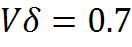 𝑉𝛿 = 0.7